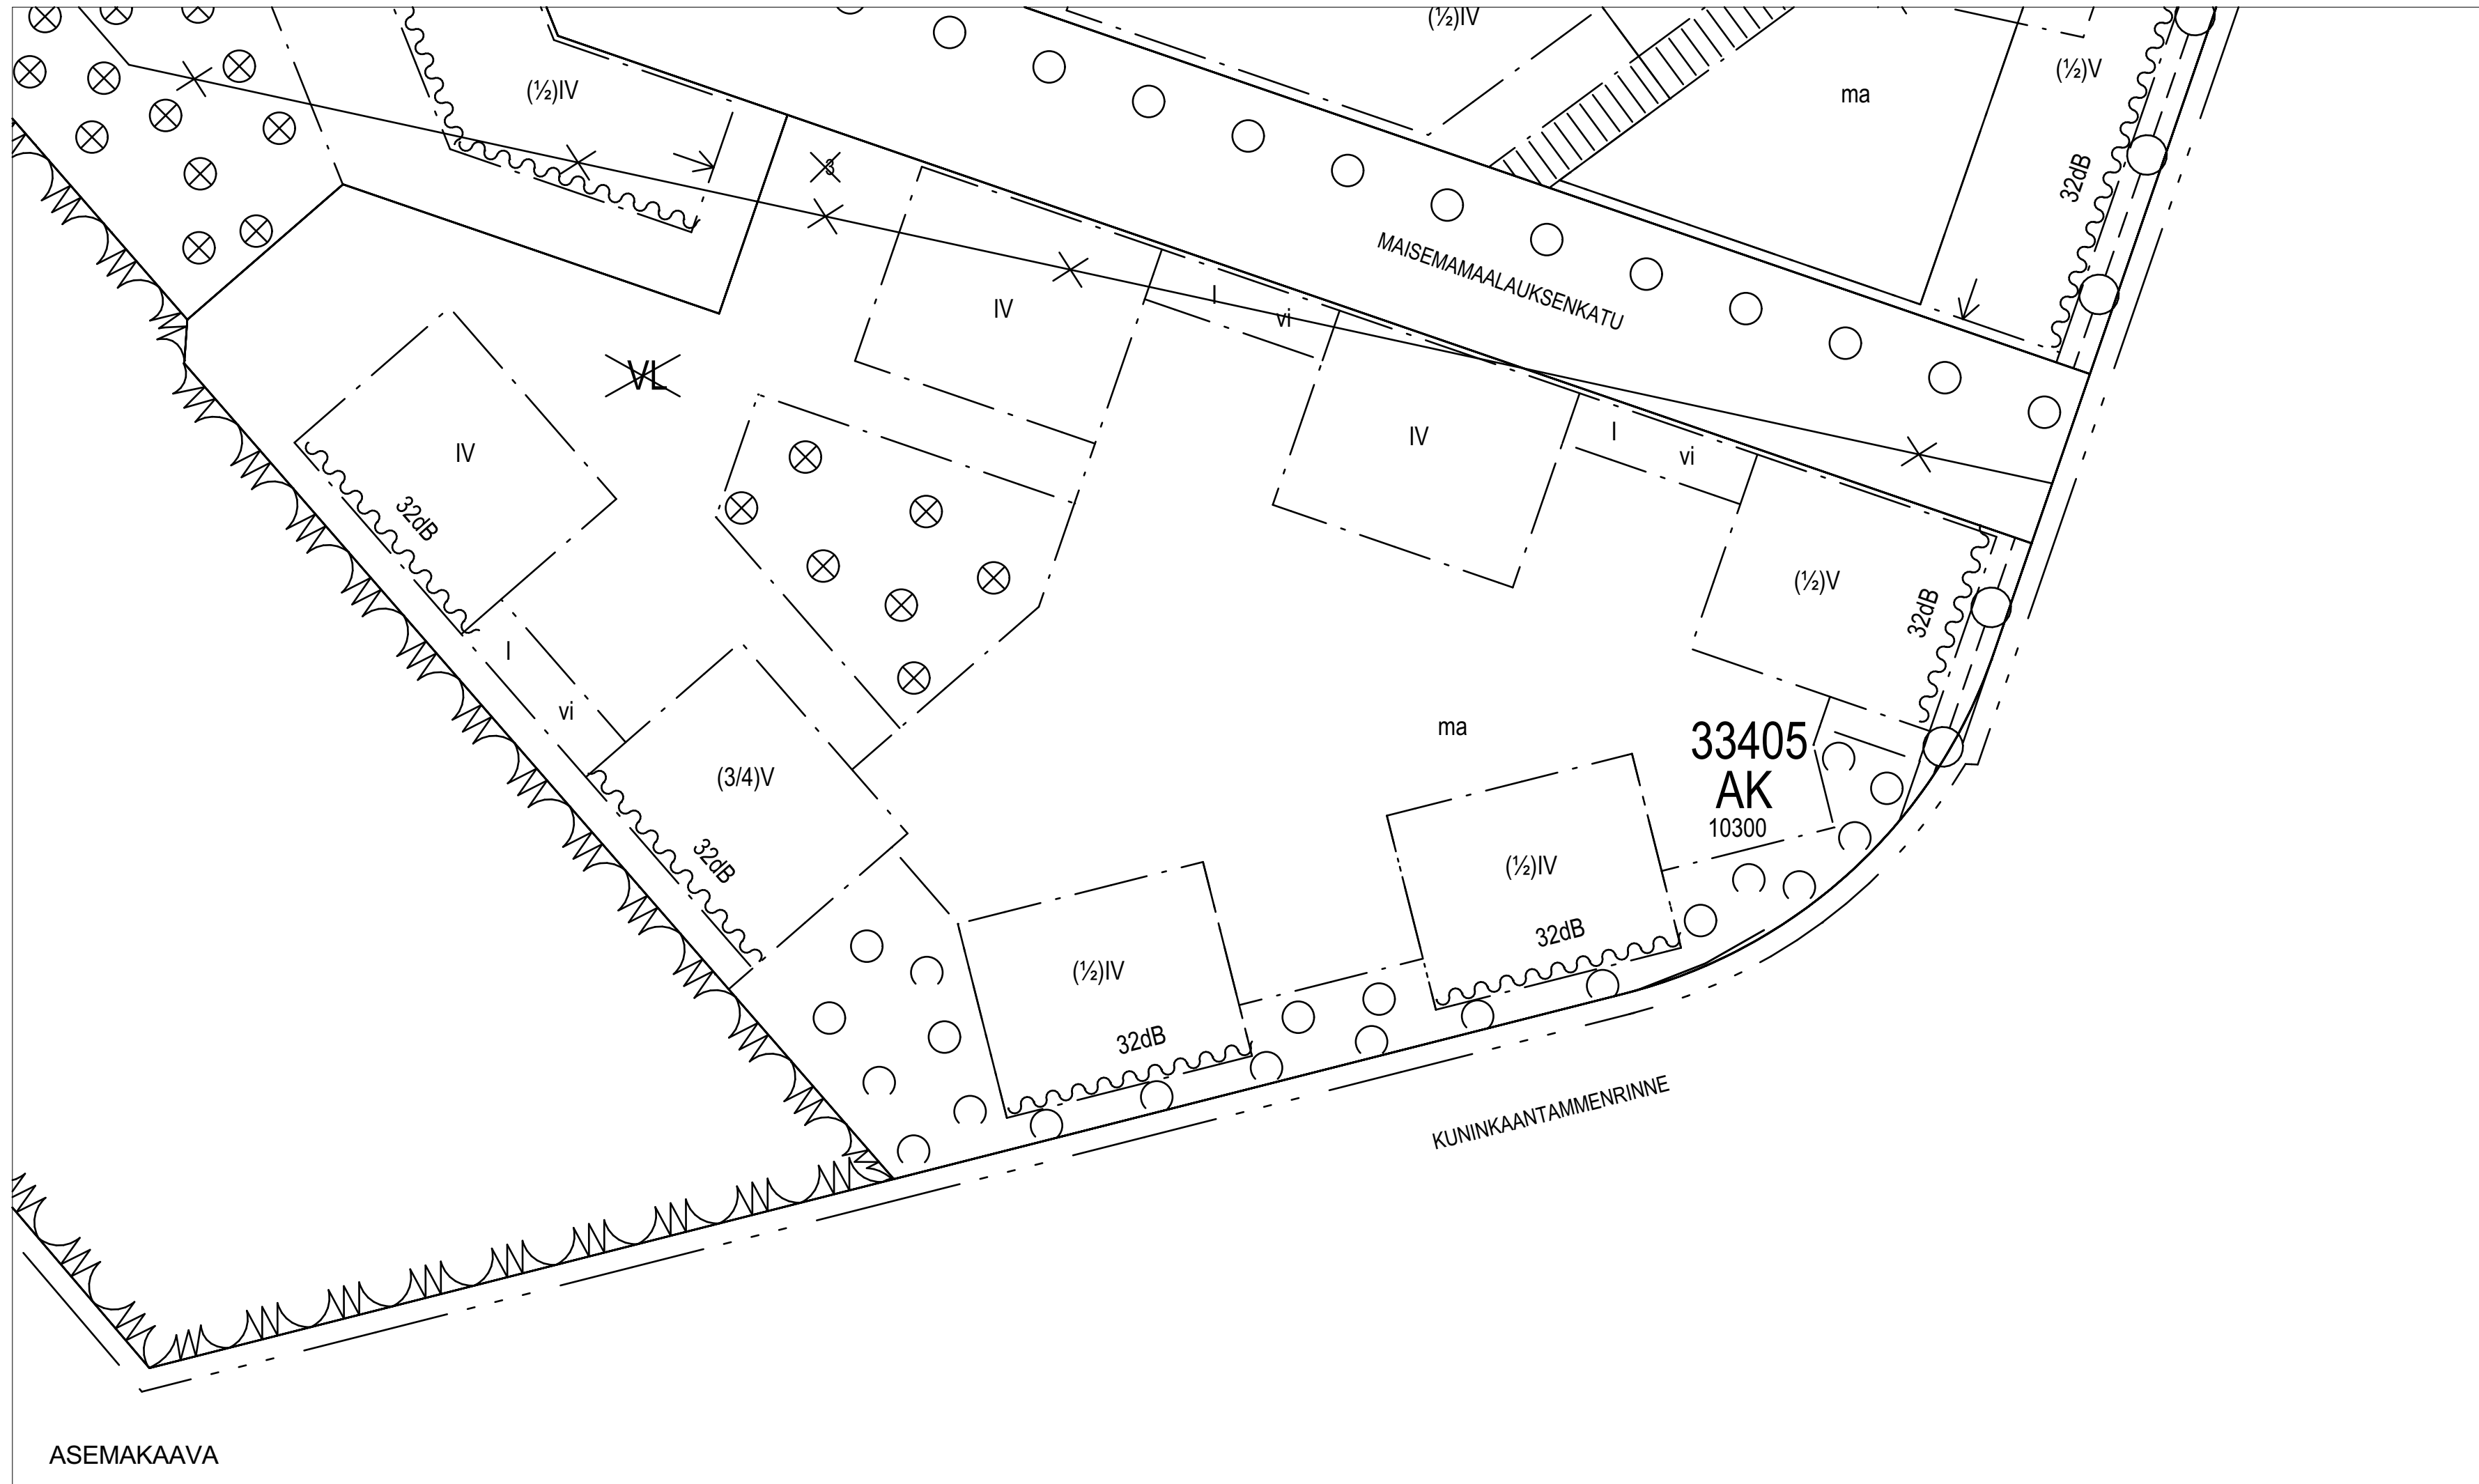 (½)IV
(½)IV
(½)V
ma
3
32dB
MAISEMAMAALAUKSENKATU
IV
I
vi
VL
IV
IV
I
vi
32dB
(½)V
32dB
I
vi
ma
33405
AK
10300
(3/4)V
32dB
(½)IV
32dB
(½)IV
32dB
KUNINKAANTAMMENRINNE
ASEMAKAAVA